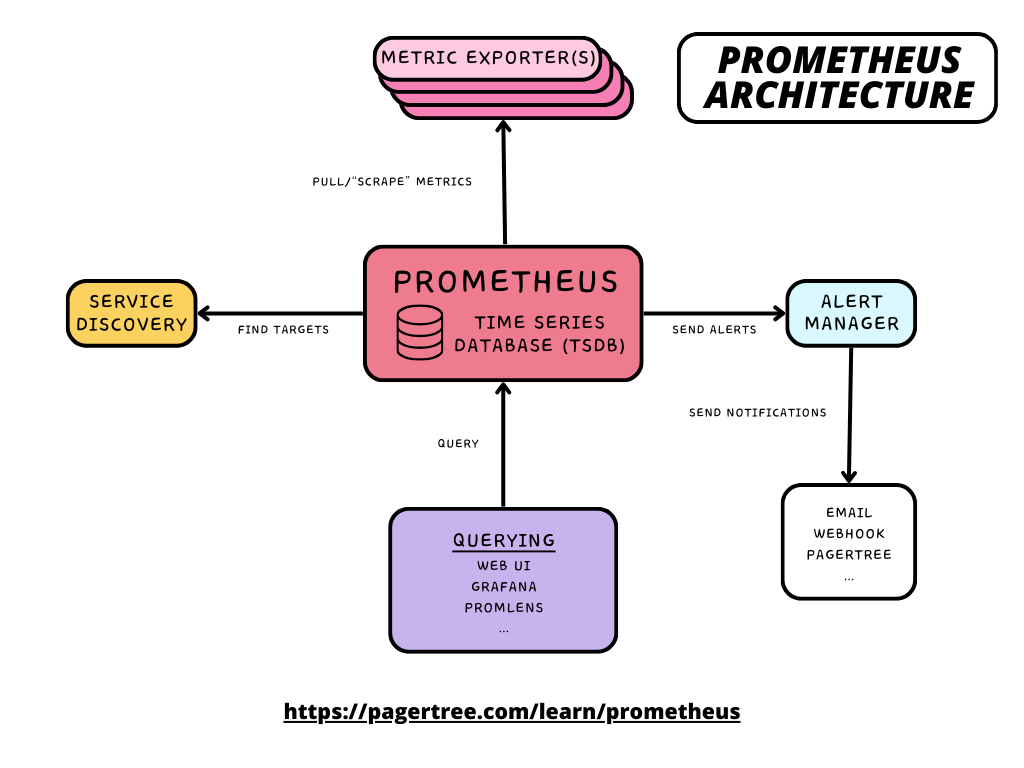 METRIC EXPORTER(S)
PROMETHEUS
ARCHITECTURE
PULL/"SCRAPE" METRICS
PROMETHEUS
TIME SERIES
DATABASE (TSDB)
SERVICE
DISCOVERY
FIND TARGETS
SEND ALERTS
ALERT
MANAGER
SEND NOTIFICATIONS
QUERY
EMAIL
WEBHOOK
PAGERTREE
...
QUERYING
WEB UI
GRAFANA
PROMLENS
...
https://pagertree.com/learn/prometheus